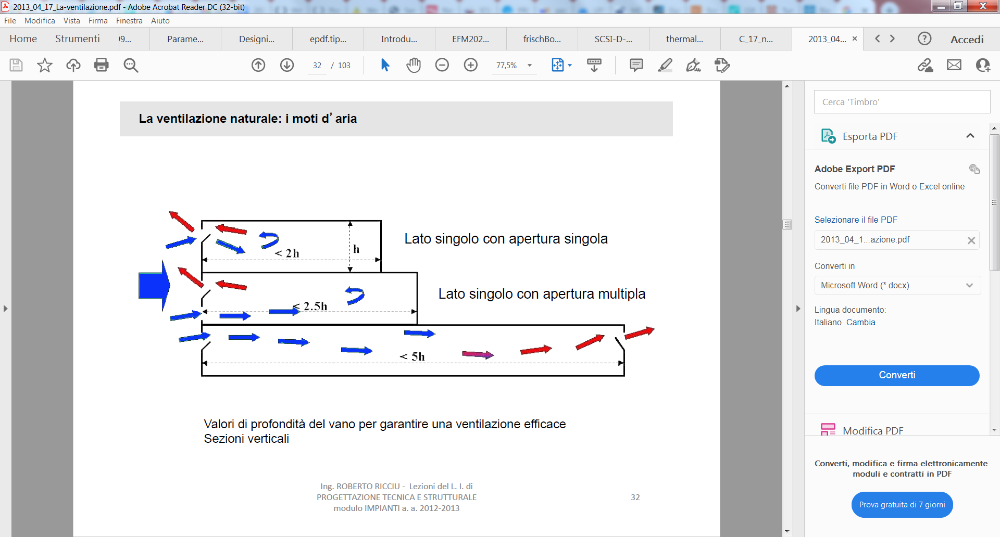 2013_04_17_La-ventilazione.pdf - Adobe Acrobat Reader DC (32-bit)
File Modifica Vista Firma Finestra Aiuto
Home Strumenti 99... Parame... Designi... epdf.tip... Introdu... EFM202... frischBo... SCSI-D-... thermal... C_17_n... 2013_04... Accedi
32 / 103 77,5%
La ventilazione naturale: i moti d’ aria
Lato singolo con apertura singola
< 2h
h
Lato singolo con apertura multipla
< 2.5h
< 5h
Valori di profondità del vano per garantire una ventilazione efficace
Sezioni verticali
Ing. ROBERTO RICCIU - Lezioni del L. I. di
PROGETTAZIONE TECNICA E STRUTTURALE
modulo IMPIANTI a. a. 2012-2013
32
Cerca 'Timbro'
Esporta PDF
Adobe Export PDF
Converti file PDF in Word o Excel online
Selezionare il file PDF
2013_04_1...azione.pdf
Converti in
Microsoft Word (*.docx)
Lingua documento:
Italiano Cambia
Converti
Modifica PDF
Converti, modifica e firma elettronicamente
moduli e contratti in PDF
Prova gratuita di 7 giorni